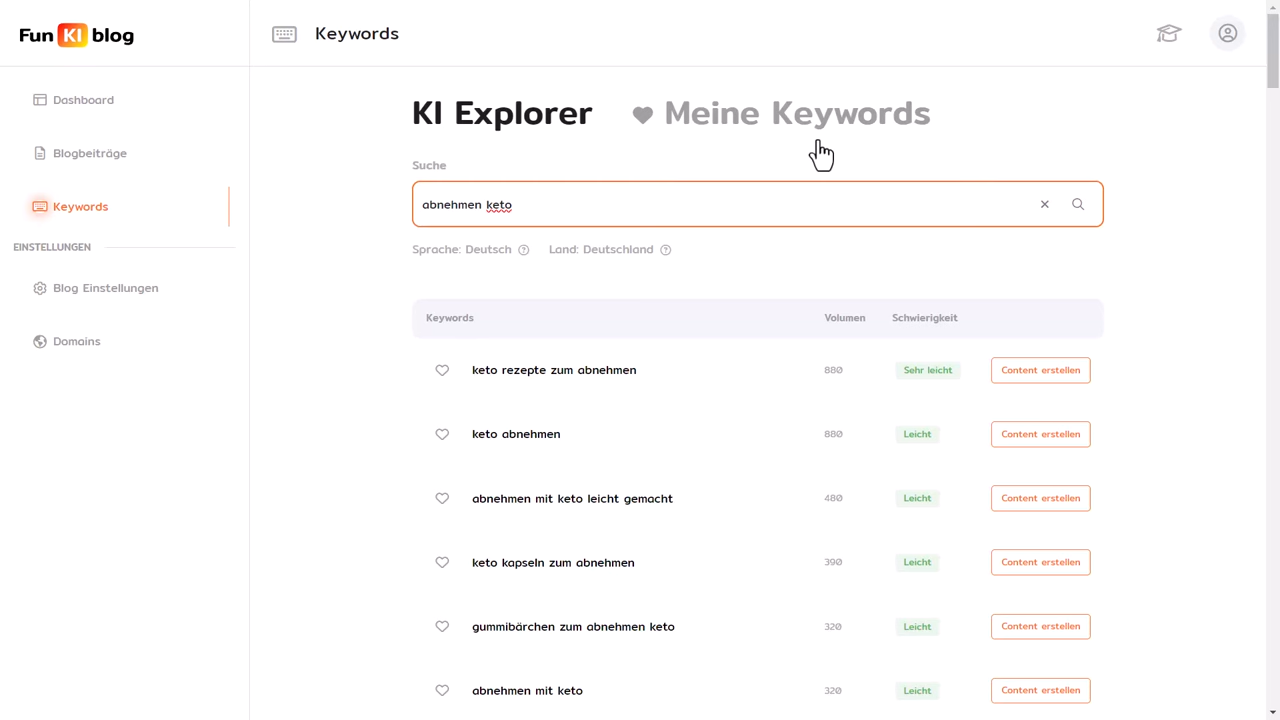 Fun KI blog
Keywords
Dashboard
Blogbeiträge
Keywords
EINSTELLUNGEN
Blog Einstellungen
Domains
KI Explorer
Meine Keywords
Suche
abnehmen keto
Sprache: Deutsch
Land: Deutschland
Keywords Volumen Schwierigkeit
keto rezepte zum abnehmen 880 Sehr leicht Content erstellen
keto abnehmen 880 Leicht Content erstellen
abnehmen mit keto leicht gemacht 480 Leicht Content erstellen
keto kapseln zum abnehmen 390 Leicht Content erstellen
gummibärchen zum abnehmen keto 320 Leicht Content erstellen
abnehmen mit keto 320 Leicht Content erstellen